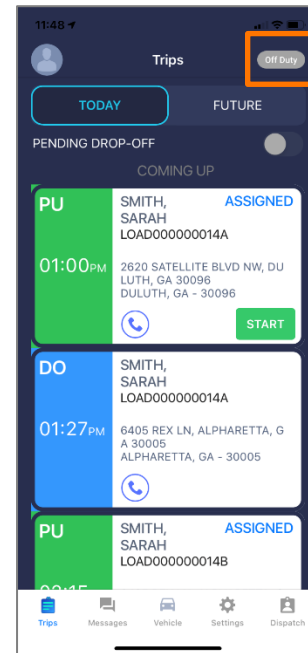 11:48
Trips
Off Duty
TODAY
FUTURE
PENDING DROP-OFF
COMING UP
PU
SMITH,
SARAH
ASSIGNED
LOAD000000014A
01:00PM
2620 SATELLITE BLVD NW, DU
LUTH, GA 30096
DULUTH, GA - 30096
START
DO
SMITH,
SARAH
LOAD000000014A
01:27PM
6405 REX LN, ALPHARETTA, G
A 30005
ALPHARETTA, GA - 30005
PU
SMITH,
SARAH
ASSIGNED
LOAD000000014B
02:15
Trips
Messages
Vehicle
Settings
Dispatch